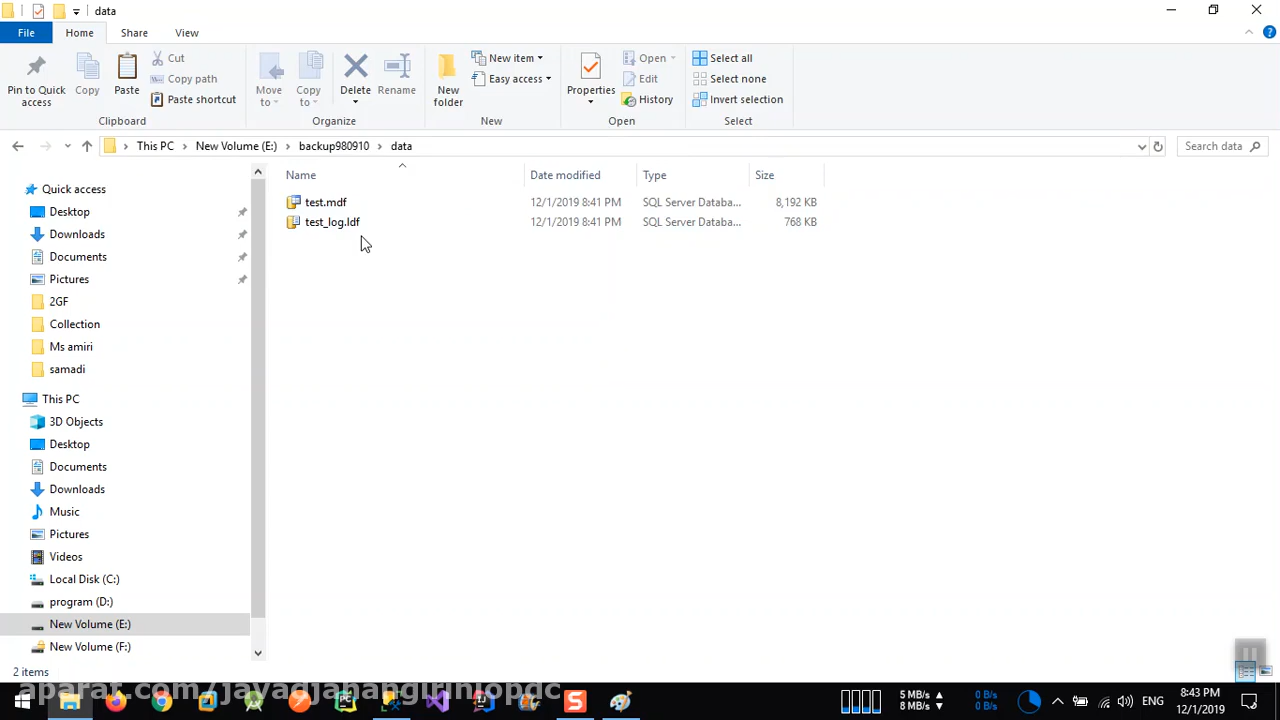 data
File Home Share View
Pin to Quick access
Copy
Paste
Cut
Copy path
Paste shortcut
Clipboard
Move to
Copy to
Delete
Rename
Organize
New folder
New item
Easy access
New
Properties
Open
Edit
History
Open
Select all
Select none
Invert selection
Select
This PC New Volume (E:) backup980910 data
Search data
Name Date modified Type Size
test.mdf 12/1/2019 8:41 PM SQL Server Databa... 8,192 KB
test_log.ldf 12/1/2019 8:41 PM SQL Server Databa... 768 KB
Quick access
Desktop
Downloads
Documents
Pictures
2GF
Collection
Ms amiri
samadi
This PC
3D Objects
Desktop
Documents
Downloads
Music
Pictures
Videos
Local Disk (C:)
program (D:)
New Volume (E:)
New Volume (F:)
2 items
aparat.com/javadjahangiriniopdc
5 MB/s 0 B/s
8 MB/s 0 B/s
ENG
8:43 PM
12/1/2019